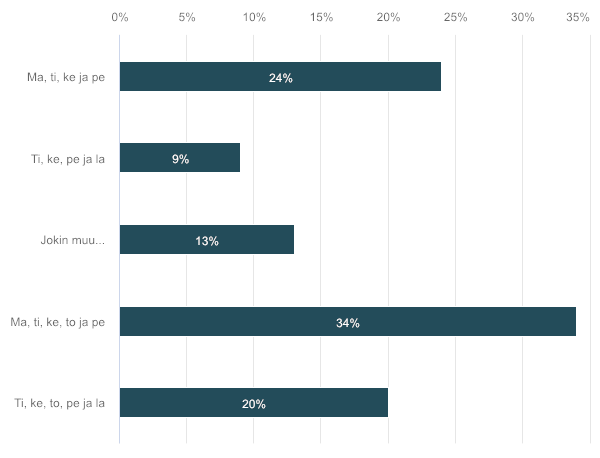 0% 5% 10% 15% 20% 25% 30% 35%
Ma, ti, ke ja pe 24%
Ti, ke, pe ja la 9%
Jokin muu... 13%
Ma, ti, ke, to ja pe 34%
Ti, ke, to, pe ja la 20%